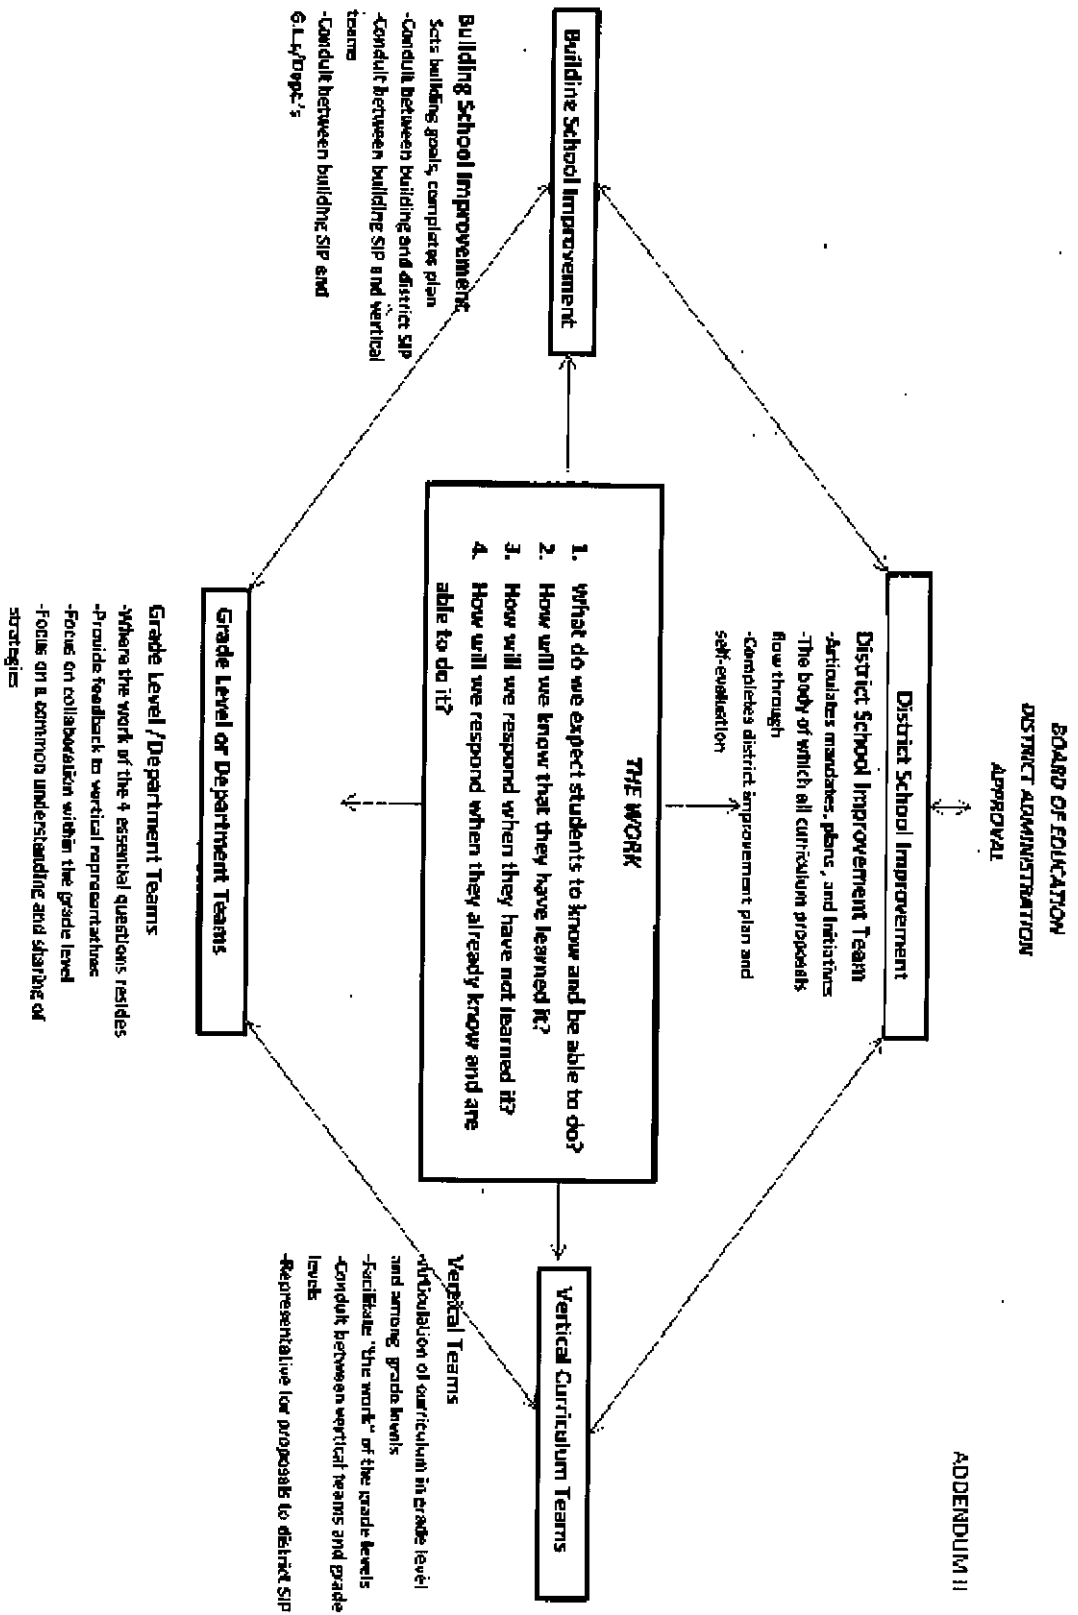 ADDENDUM II
BOARD OF EDUCATION
DISTRICT ADMINISTRATION
APPROVAL
District School Improvement
District School Improvement Team
-Articulates mandates, plans, and Initiatives
-The body of which all curriculum proposals
flow through
-Completes district improvement plan and
self-evaluation
THE WORK
1. What do we expect students to know and be able to do?
2. How will we know that they have learned it?
3. How will we respond when they have not learned it?
4. How will we respond when they already know and are
able to do it?
Building School Improvement
Building School Improvement
Sets building goals, completes plan
-Conduit between building and district SIP
-Conduit between building SIP and vertical
teams
-Conduit between building SIP and
G.L./Dept.'s
Vertical Curriculum Teams
Vertical Teams
-Articulation of curriculum in grade level
and among grade levels
-Facilitate "the work" of the grade levels
-Conduit between vertical teams and grade
levels
-Representative for proposals to district SIP
Grade Level or Department Teams
Grade Level /Department Teams
-Where the work of the 4 essential questions resides
-Provide feedback to vertical representatives
-Focus on collaboration within the grade level
-Focus on a common understanding and sharing of
strategies